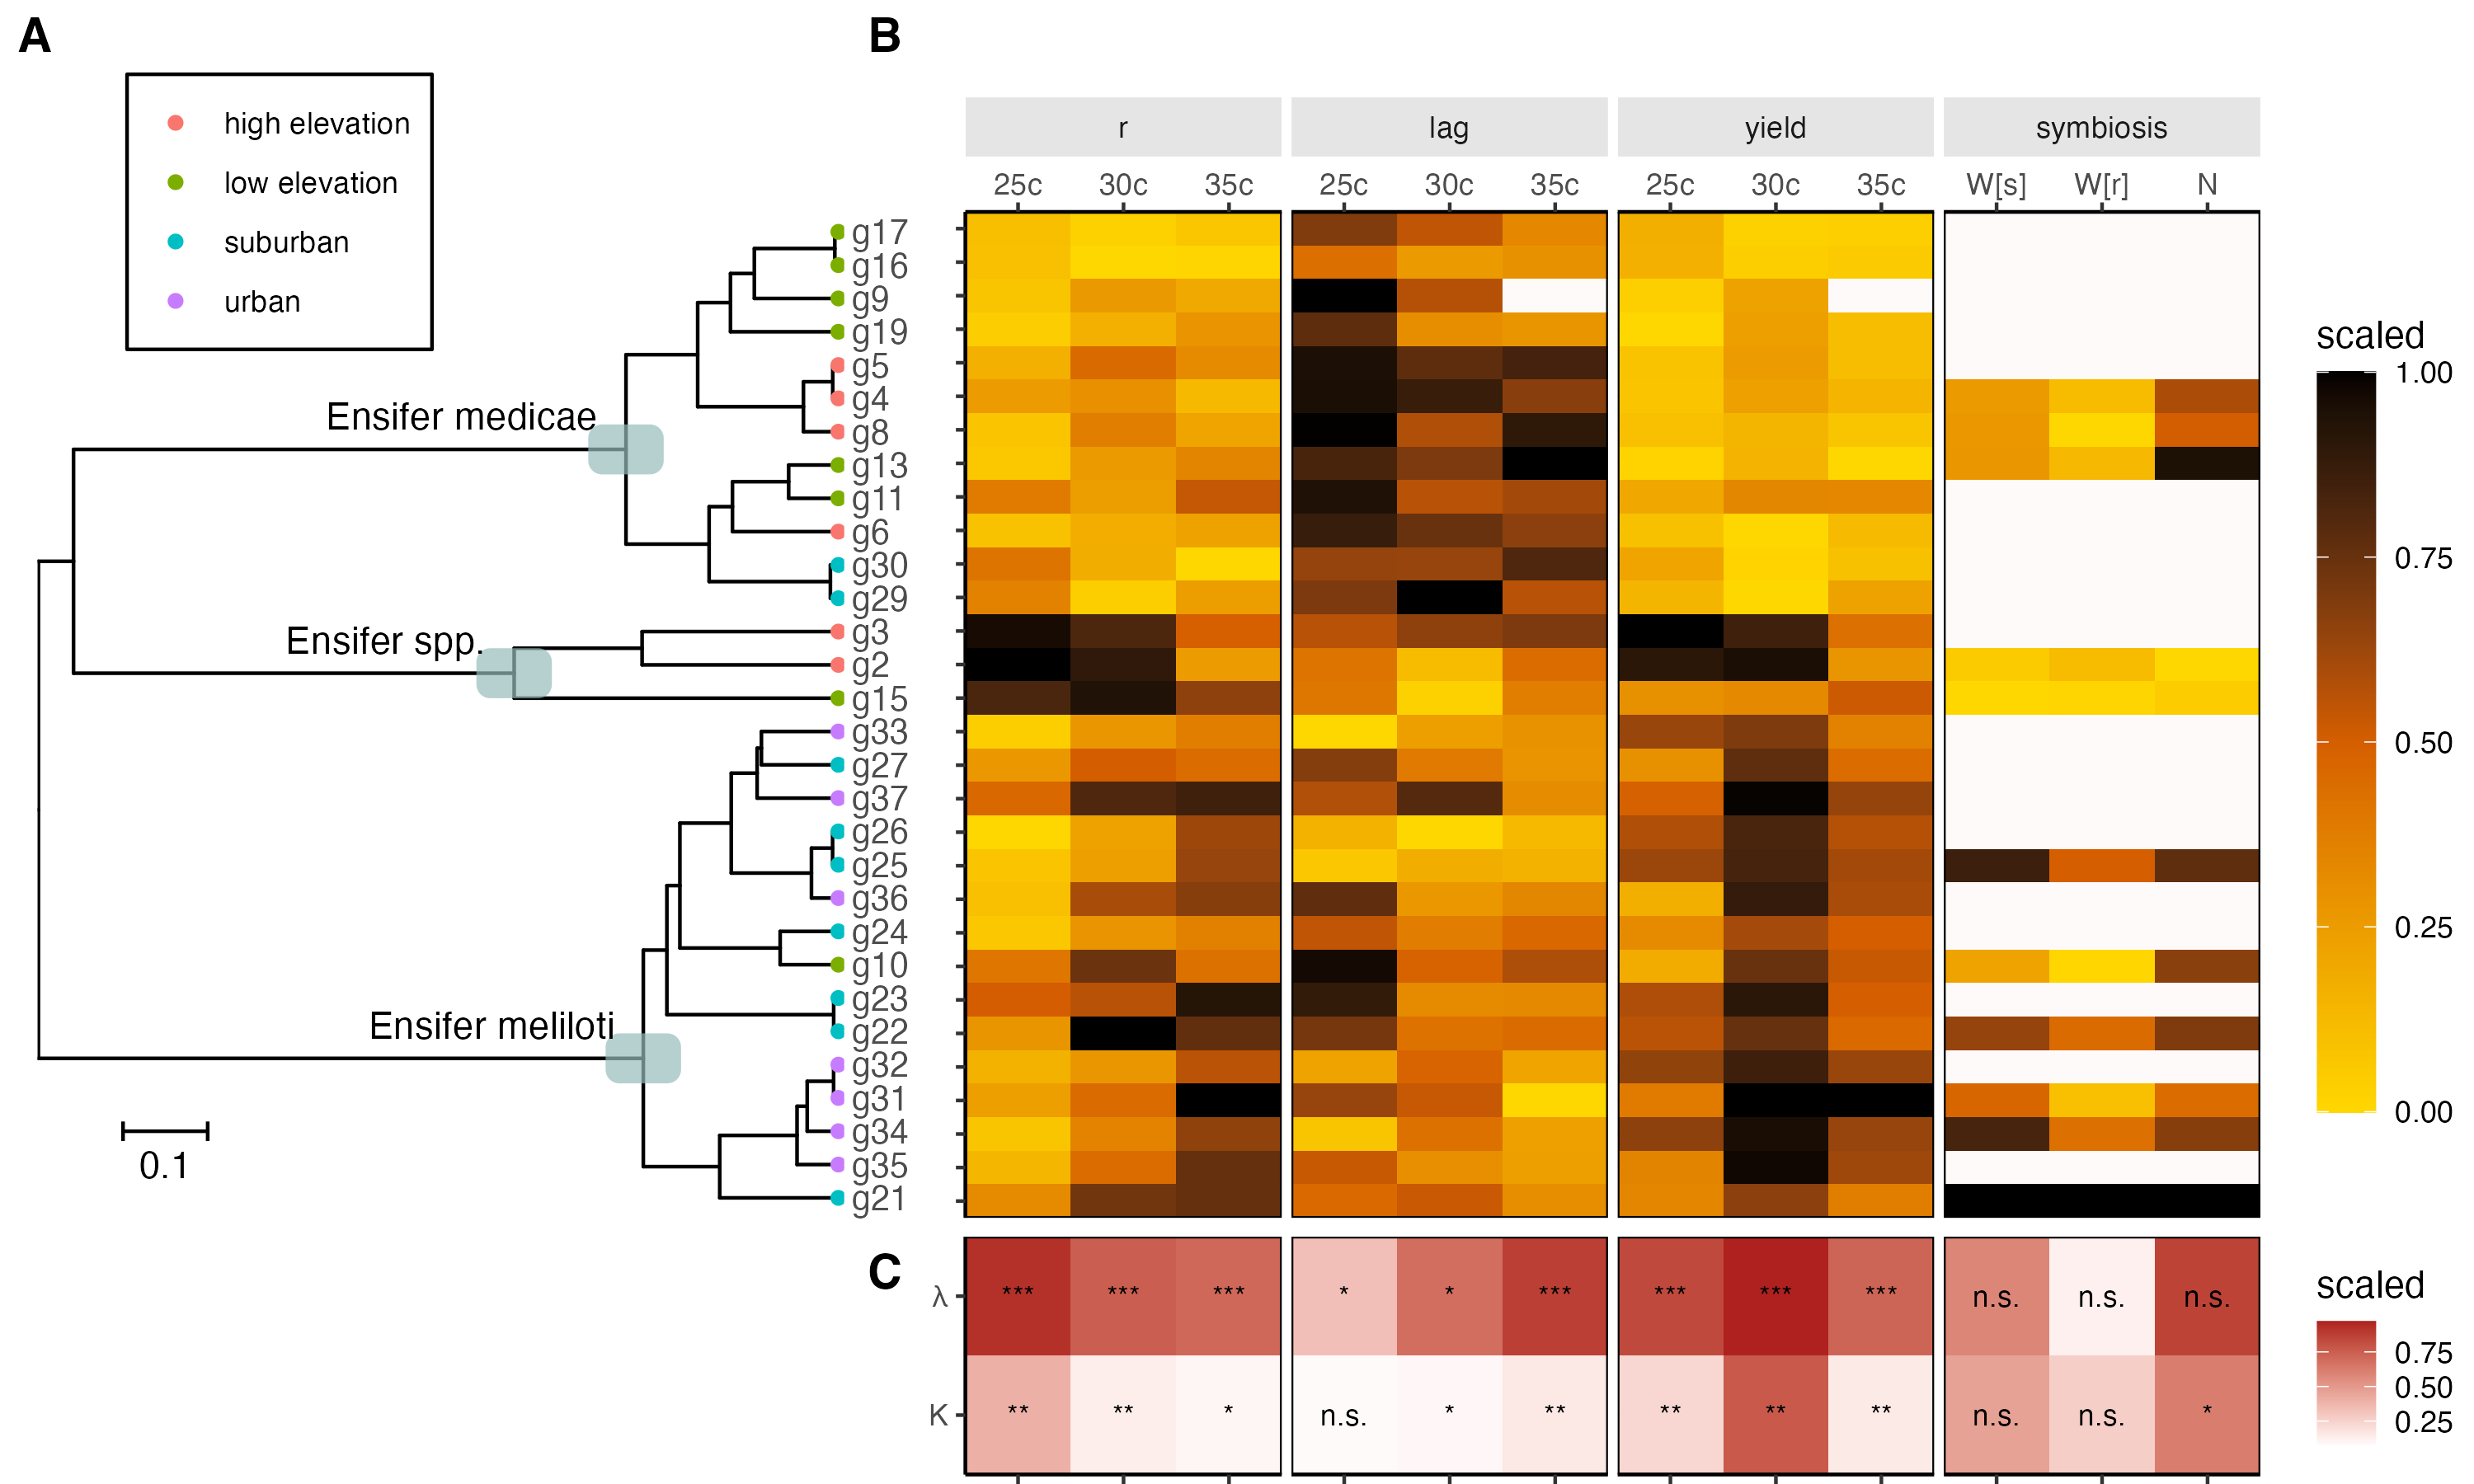 A
high elevation
low elevation
suburban
urban
Ensifer medicae
Ensifer spp.
Ensifer meliloti
0.1
g17
g16
g9
g19
g5
g4
g8
g13
g11
g6
g30
g29
g3
g2
g15
g33
g27
g37
g26
g25
g36
g24
g10
g23
g22
g32
g31
g34
g35
g21
B
r lag yield symbiosis
25c 30c 35c 25c 30c 35c 25c 30c 35c W[s] W[r] N
scaled
1.00
0.75
0.50
0.25
0.00
C
λ *** *** *** * * *** *** *** *** n.s. n.s. n.s.
K ** ** * n.s. * ** ** ** ** n.s. n.s. *
scaled
0.75
0.50
0.25